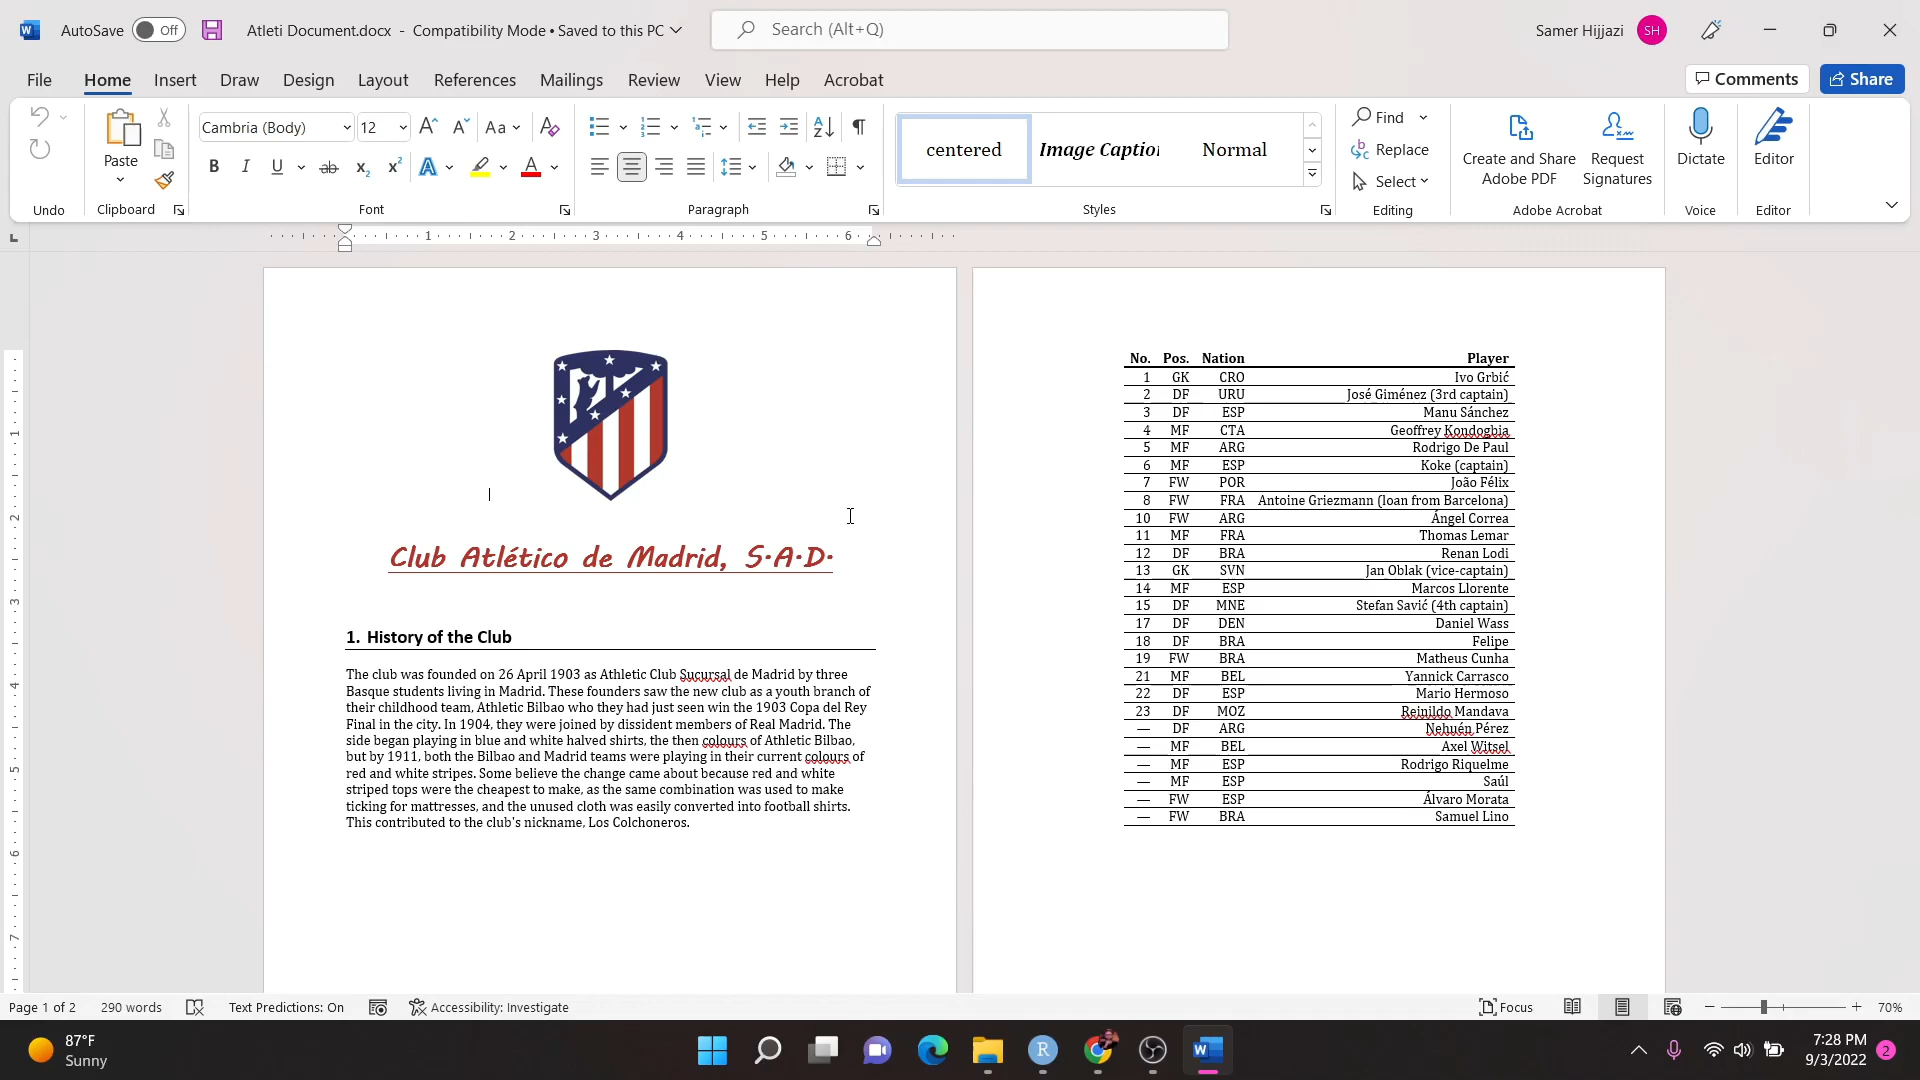 AutoSave Off Atleti Document.docx - Compatibility Mode • Saved to this PC Search (Alt+Q) Samer Hijjazi SH
File Home Insert Draw Design Layout References Mailings Review View Help Acrobat Comments Share
Paste
Clipboard
Undo
Cambria (Body) 12 Aa
B I U ab x₂ x² A A
Font
Paragraph
centered Image Caption Normal
Styles
Find
Replace
Select
Editing
Create and Share Adobe PDF
Request Signatures
Adobe Acrobat
Dictate
Voice
Editor
Editor
1 2 3 4 5 6
Club Atlético de Madrid, S.A.D.
1. History of the Club
The club was founded on 26 April 1903 as Athletic Club Sucursal de Madrid by three
Basque students living in Madrid. These founders saw the new club as a youth branch of
their childhood team, Athletic Bilbao who they had just seen win the 1903 Copa del Rey
Final in the city. In 1904, they were joined by dissident members of Real Madrid. The
side began playing in blue and white halved shirts, the then colours of Athletic Bilbao,
but by 1911, both the Bilbao and Madrid teams were playing in their current colours of
red and white stripes. Some believe the change came about because red and white
striped tops were the cheapest to make, as the same combination was used to make
ticking for mattresses, and the unused cloth was easily converted into football shirts.
This contributed to the club's nickname, Los Colchoneros.
No. Pos. Nation Player
1 GK CRO Ivo Grbić
2 DF URU José Giménez (3rd captain)
3 DF ESP Manu Sánchez
4 MF CTA Geoffrey Kondogbia
5 MF ARG Rodrigo De Paul
6 MF ESP Koke (captain)
7 FW POR João Félix
8 FW FRA Antoine Griezmann (loan from Barcelona)
10 FW ARG Ángel Correa
11 MF FRA Thomas Lemar
12 DF BRA Renan Lodi
13 GK SVN Jan Oblak (vice-captain)
14 MF ESP Marcos Llorente
15 DF MNE Stefan Savić (4th captain)
17 DF DEN Daniel Wass
18 DF BRA Felipe
19 FW BRA Matheus Cunha
21 MF BEL Yannick Carrasco
22 DF ESP Mario Hermoso
23 DF MOZ Reinildo Mandava
— DF ARG Nehuén Pérez
— MF BEL Axel Witsel
— MF ESP Rodrigo Riquelme
— MF ESP Saúl
— FW ESP Álvaro Morata
— FW BRA Samuel Lino
1
2
3
4
5
6
7
Page 1 of 2 290 words Text Predictions: On Accessibility: Investigate Focus 70%
87°F
Sunny
7:28 PM
9/3/2022 2